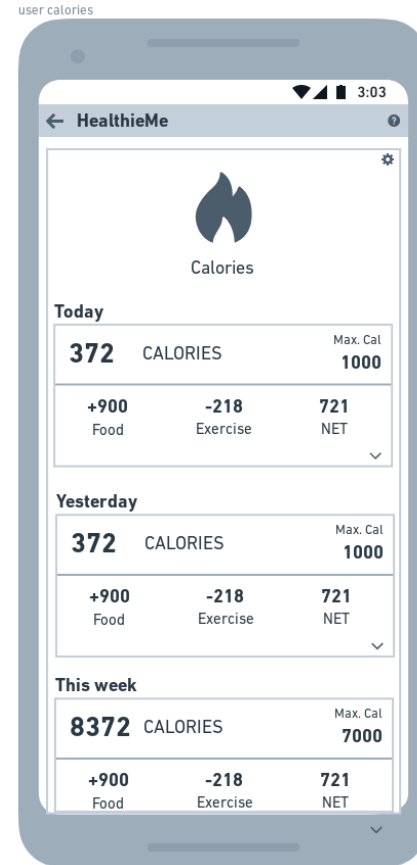 user calories
3:03
HealthieMe
?
Calories
Today
372 CALORIES Max. Cal 1000
+900 -218 721
Food Exercise NET
Yesterday
372 CALORIES Max. Cal 1000
+900 -218 721
Food Exercise NET
This week
8372 CALORIES Max. Cal 7000
+900 -218 721
Food Exercise NET